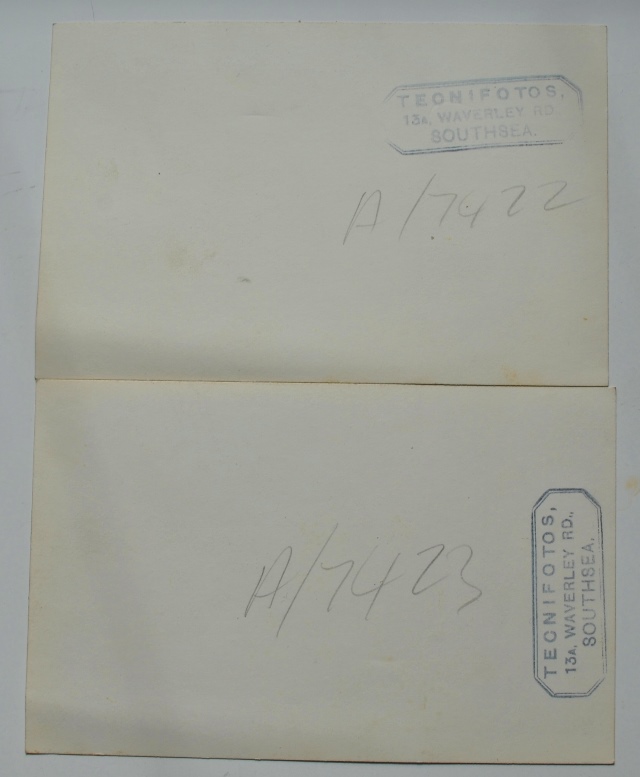 TECNIFOTOS,
13A, WAVERLEY RD.
SOUTHSEA.
A/7422
A/7423
TECNIFOTOS,
13A, WAVERLEY RD.,
SOUTHSEA.